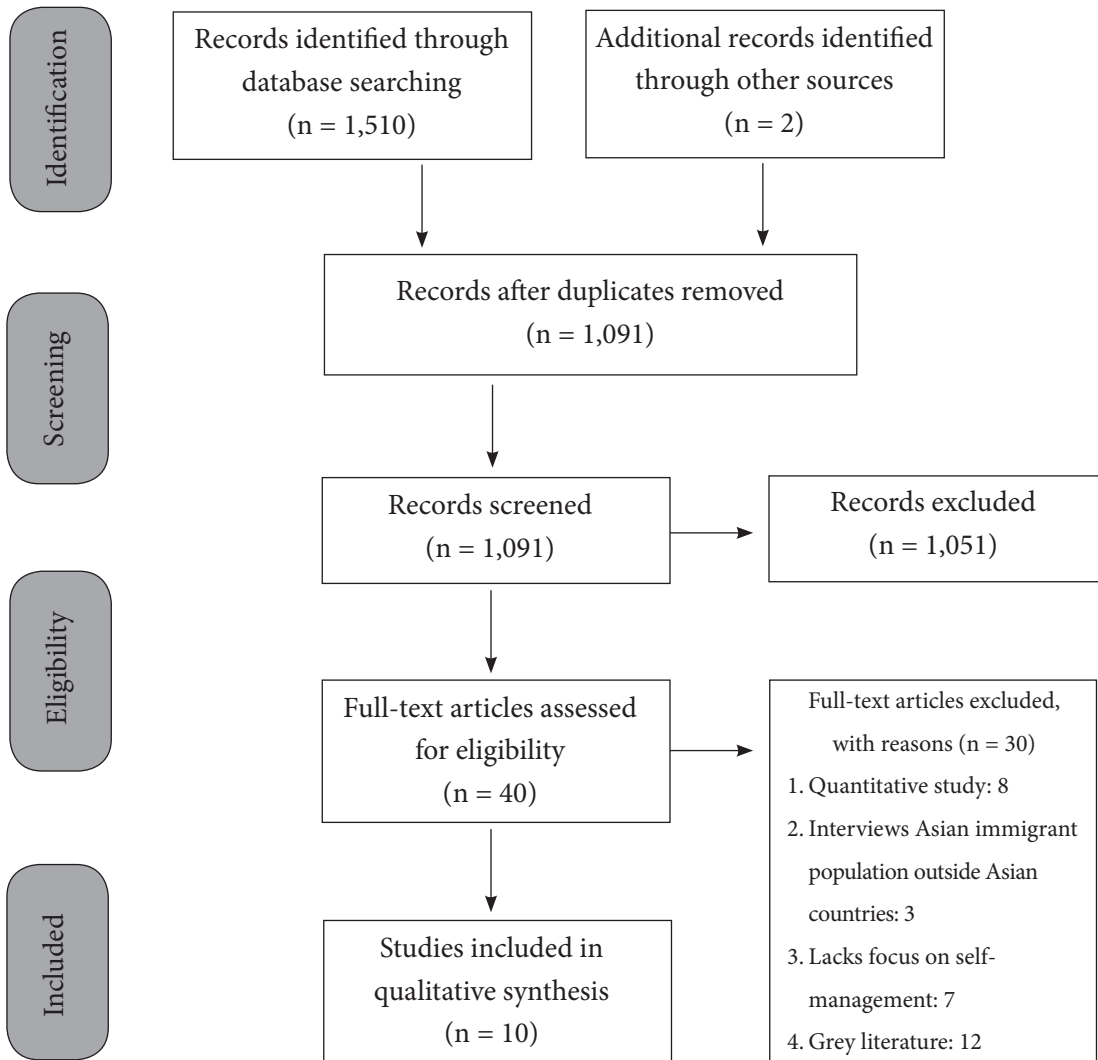 Identification
Records identified through
database searching
(n = 1,510)
Additional records identified
through other sources
(n = 2)
Screening
Records after duplicates removed
(n = 1,091)
Records screened
(n = 1,091)
Records excluded
(n = 1,051)
Eligibility
Full-text articles assessed
for eligibility
(n = 40)
Full-text articles excluded,
with reasons (n = 30)
1. Quantitative study: 8
2. Interviews Asian immigrant
population outside Asian
countries: 3
3. Lacks focus on self-
management: 7
4. Grey literature: 12
Included
Studies included in
qualitative synthesis
(n = 10)